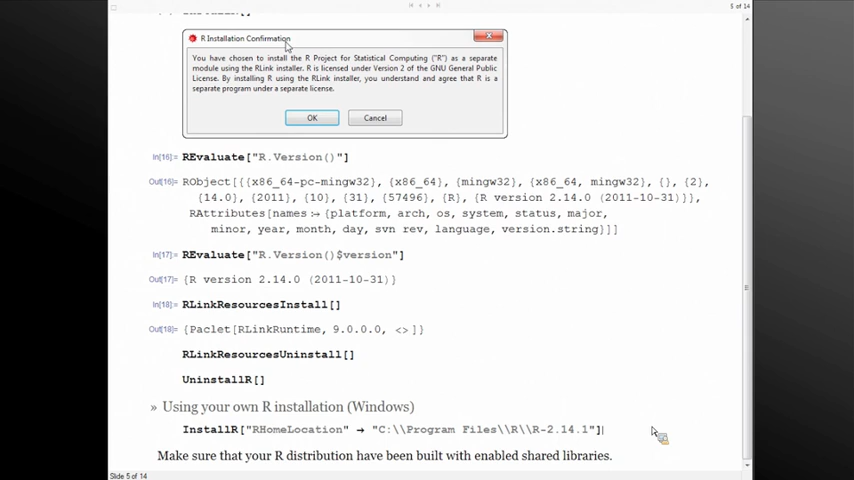 5 of 14
R Installation Confirmation
You have chosen to install the R Project for Statistical Computing ("R") as a separate
module using the RLink installer. R is licensed under Version 2 of the GNU General Public
License. By installing R using the RLink installer, you understand and agree that R is a
separate program under a separate license.
OK Cancel
In[16]:= REvaluate["R.Version()"]
Out[16]= RObject[{{x86_64-pc-mingw32}, {x86_64}, {mingw32}, {x86_64, mingw32}, {}, {2},
{14.0}, {2011}, {10}, {31}, {57496}, {R}, {R version 2.14.0 (2011-10-31)}},
RAttributes[names :→ {platform, arch, os, system, status, major,
minor, year, month, day, svn rev, language, version.string}]]
In[17]:= REvaluate["R.Version()$version"]
Out[17]= {R version 2.14.0 (2011-10-31)}
In[18]:= RLinkResourcesInstall[]
Out[18]= {Paclet[RLinkRuntime, 9.0.0.0, <>]}
RLinkResourcesUninstall[]
UninstallR[]
» Using your own R installation (Windows)
InstallR["RHomeLocation" → "C:\\Program Files\\R\\R-2.14.1"]
Make sure that your R distribution have been built with enabled shared libraries.
Slide 5 of 14